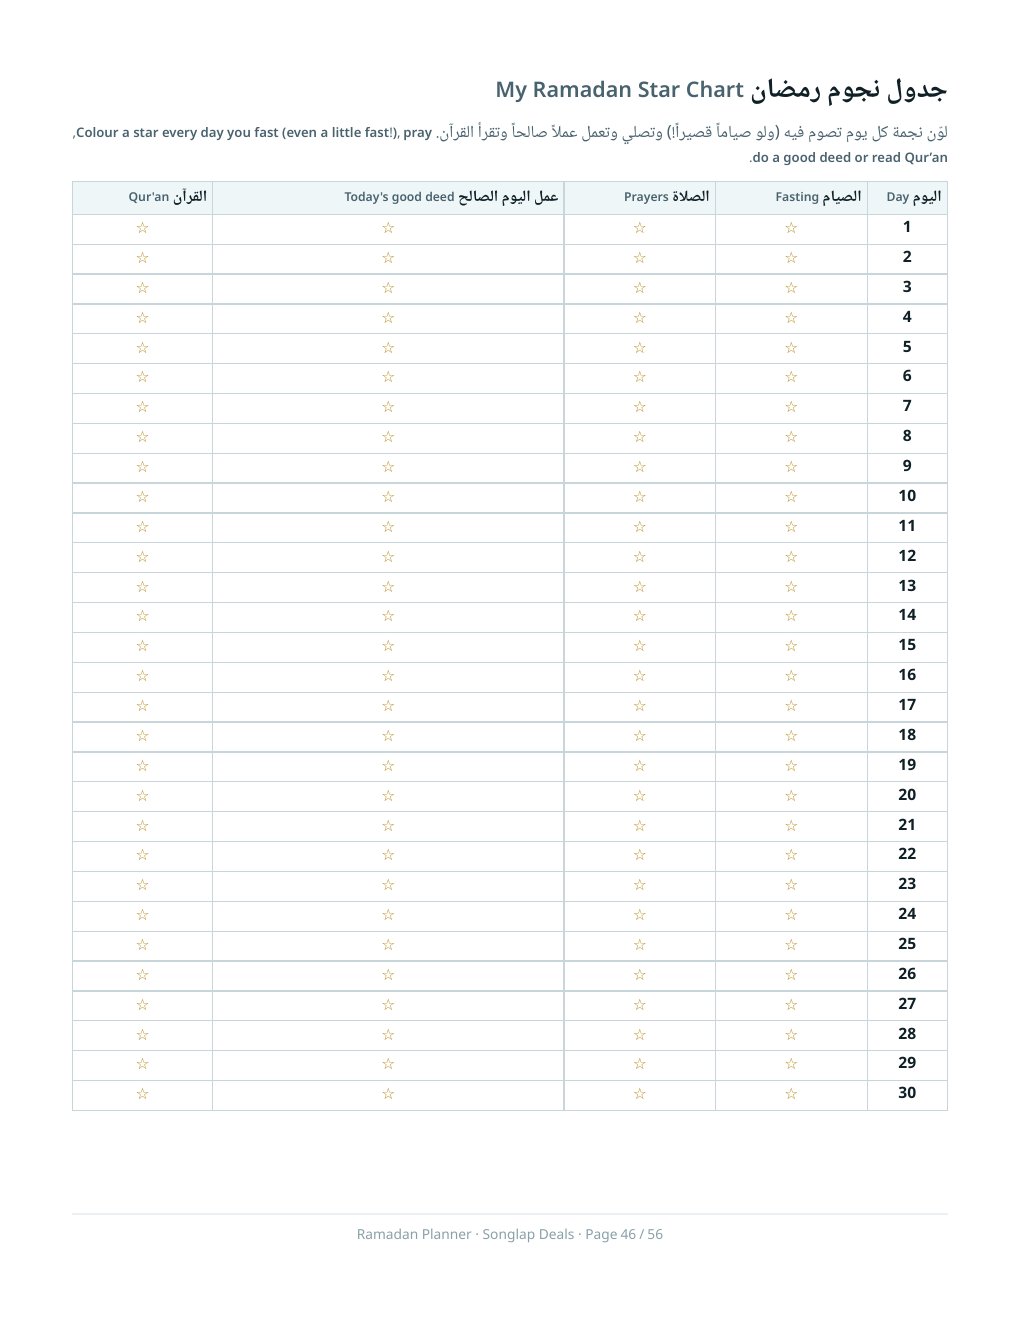 جدول نجوم رمضان My Ramadan Star Chart
لوّن نجمة كل يوم تصوم فيه (ولو صياماً قصيراً!) وتصلي وتعمل عملاً صالحاً وتقرأ القرآن. Colour a star every day you fast (even a little fast!), pray,
do a good deed or read Qur’an.
اليوم Day الصيام Fasting الصلاة Prayers عمل اليوم الصالح Today's good deed القرآن Qur'an
1 ☆ ☆ ☆ ☆
2 ☆ ☆ ☆ ☆
3 ☆ ☆ ☆ ☆
4 ☆ ☆ ☆ ☆
5 ☆ ☆ ☆ ☆
6 ☆ ☆ ☆ ☆
7 ☆ ☆ ☆ ☆
8 ☆ ☆ ☆ ☆
9 ☆ ☆ ☆ ☆
10 ☆ ☆ ☆ ☆
11 ☆ ☆ ☆ ☆
12 ☆ ☆ ☆ ☆
13 ☆ ☆ ☆ ☆
14 ☆ ☆ ☆ ☆
15 ☆ ☆ ☆ ☆
16 ☆ ☆ ☆ ☆
17 ☆ ☆ ☆ ☆
18 ☆ ☆ ☆ ☆
19 ☆ ☆ ☆ ☆
20 ☆ ☆ ☆ ☆
21 ☆ ☆ ☆ ☆
22 ☆ ☆ ☆ ☆
23 ☆ ☆ ☆ ☆
24 ☆ ☆ ☆ ☆
25 ☆ ☆ ☆ ☆
26 ☆ ☆ ☆ ☆
27 ☆ ☆ ☆ ☆
28 ☆ ☆ ☆ ☆
29 ☆ ☆ ☆ ☆
30 ☆ ☆ ☆ ☆
Ramadan Planner · Songlap Deals · Page 46 / 56